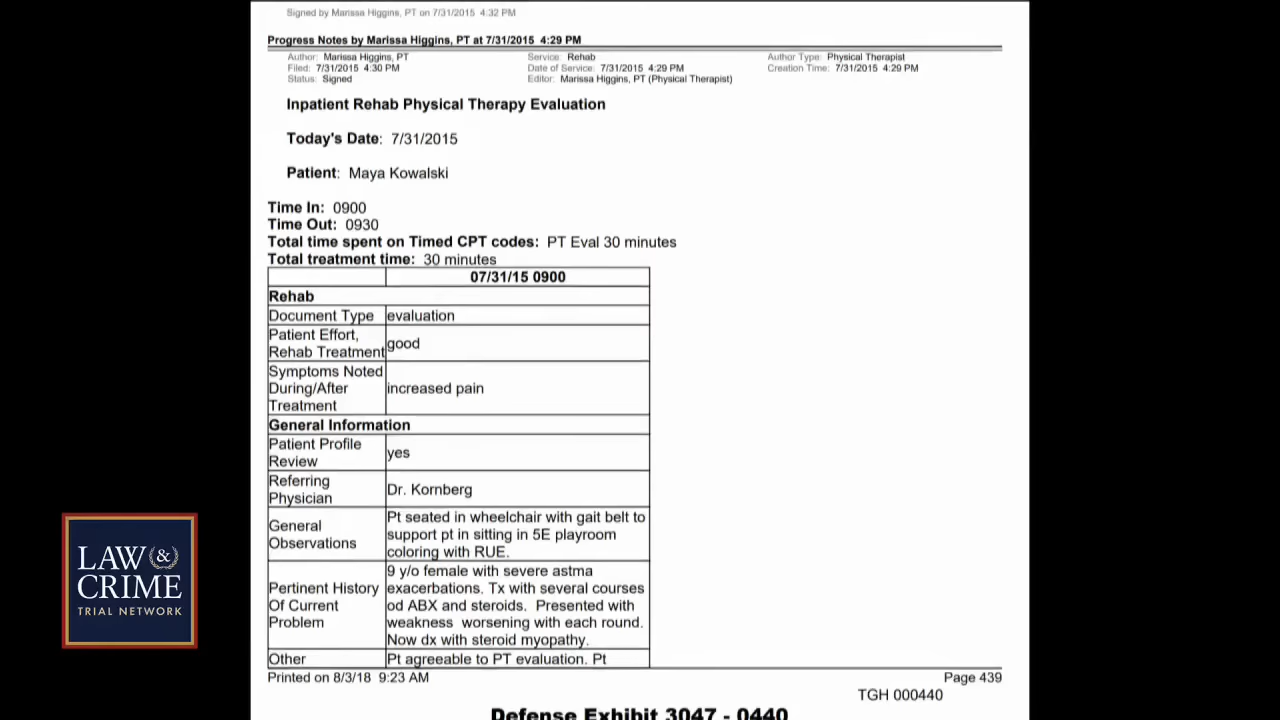 Signed by Marissa Higgins, PT on 7/31/2015 4:32 PM
Progress Notes by Marissa Higgins, PT at 7/31/2015 4:29 PM
Author: Marissa Higgins, PT Service: Rehab Author Type: Physical Therapist
Filed: 7/31/2015 4:30 PM Date of Service: 7/31/2015 4:29 PM Creation Time: 7/31/2015 4:29 PM
Status: Signed Editor: Marissa Higgins, PT (Physical Therapist)
Inpatient Rehab Physical Therapy Evaluation
Today's Date: 7/31/2015
Patient: Maya Kowalski
Time In: 0900
Time Out: 0930
Total time spent on Timed CPT codes: PT Eval 30 minutes
Total treatment time: 30 minutes
07/31/15 0900
Rehab
Document Type evaluation
Patient Effort,
Rehab Treatment good
Symptoms Noted
During/After increased pain
Treatment
General Information
Patient Profile
Review yes
Referring
Physician Dr. Kornberg
General
Observations
Pt seated in wheelchair with gait belt to
support pt in sitting in 5E playroom
coloring with RUE.
Pertinent History
Of Current
Problem
9 y/o female with severe astma
exacerbations. Tx with several courses
od ABX and steroids. Presented with
weakness worsening with each round.
Now dx with steroid myopathy.
Other Pt agreeable to PT evaluation. Pt
Printed on 8/3/18 9:23 AM Page 439
TGH 000440
Defense Exhibit 3047 - 0440
LAW &
CRIME
TRIAL NETWORK